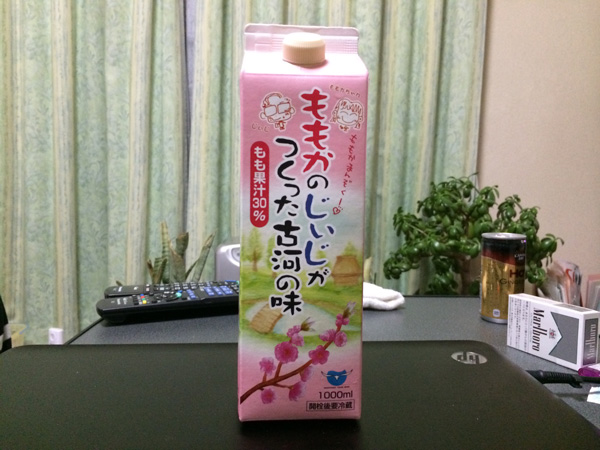 ももかのじいじが
つくった古河の味
もも果汁30%
1000ml
開栓後要冷蔵
hp
Marlboro